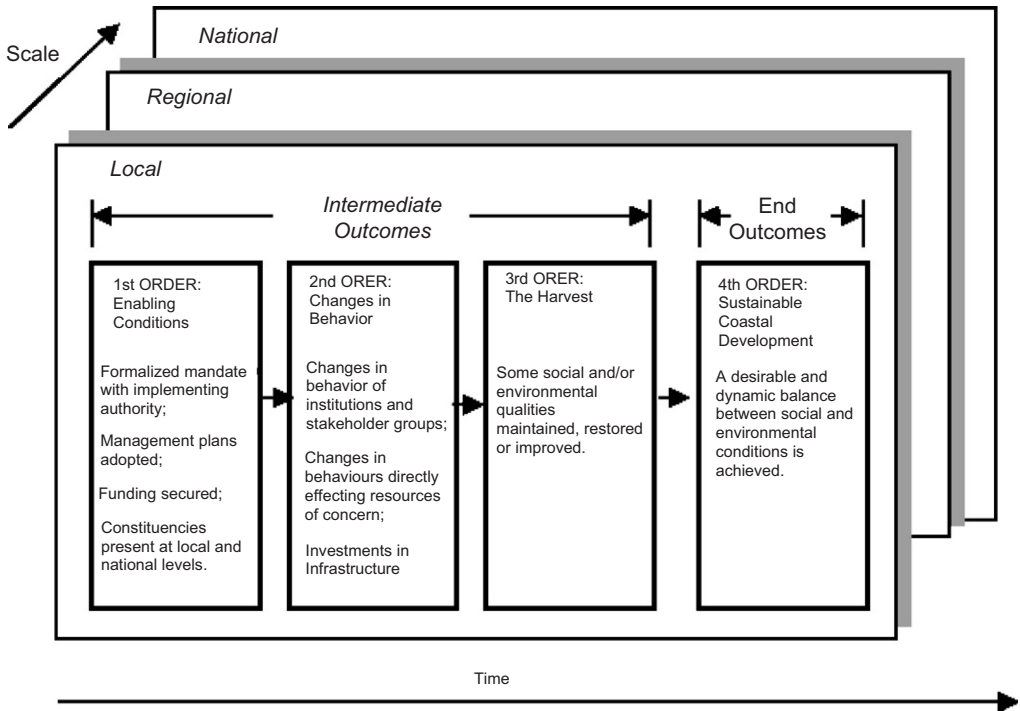 Scale
National
Regional
Local
Intermediate
Outcomes
End
Outcomes
1st ORDER:
Enabling
Conditions
Formalized mandate
with implementing
authority;
Management plans
adopted;
Funding secured;
Constituencies
present at local and
national levels.
2nd ORER:
Changes in
Behavior
Changes in
behavior of
institutions and
stakeholder groups;
Changes in
behaviours directly
effecting resources
of concern;
Investments in
Infrastructure
3rd ORER:
The Harvest
Some social and/or
environmental
qualities
maintained, restored
or improved.
4th ORDER:
Sustainable
Coastal
Development
A desirable and
dynamic balance
between social and
environmental
conditions is
achieved.
Time